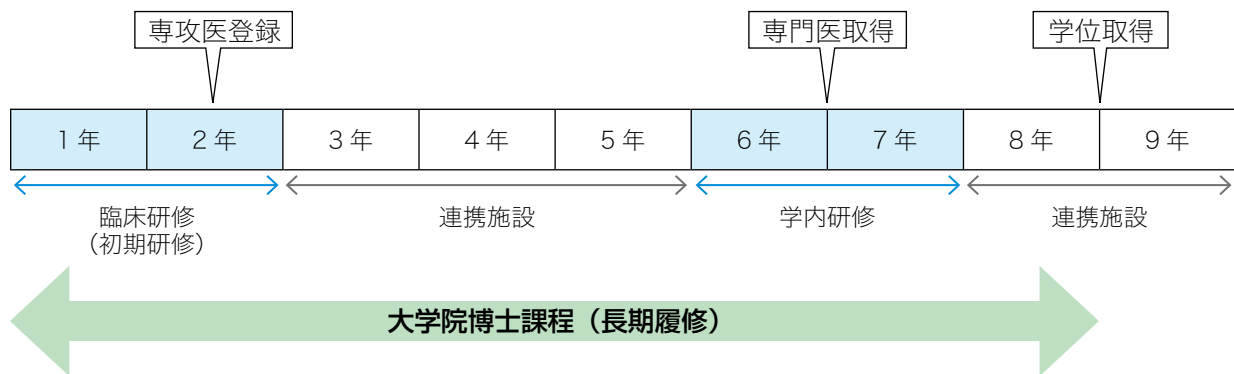 専攻医登録
専門医取得
学位取得
1 年
2 年
3 年
4 年
5 年
6 年
7 年
8 年
9 年
臨床研修
（初期研修）
連携施設
学内研修
連携施設
大学院博士課程（長期履修）